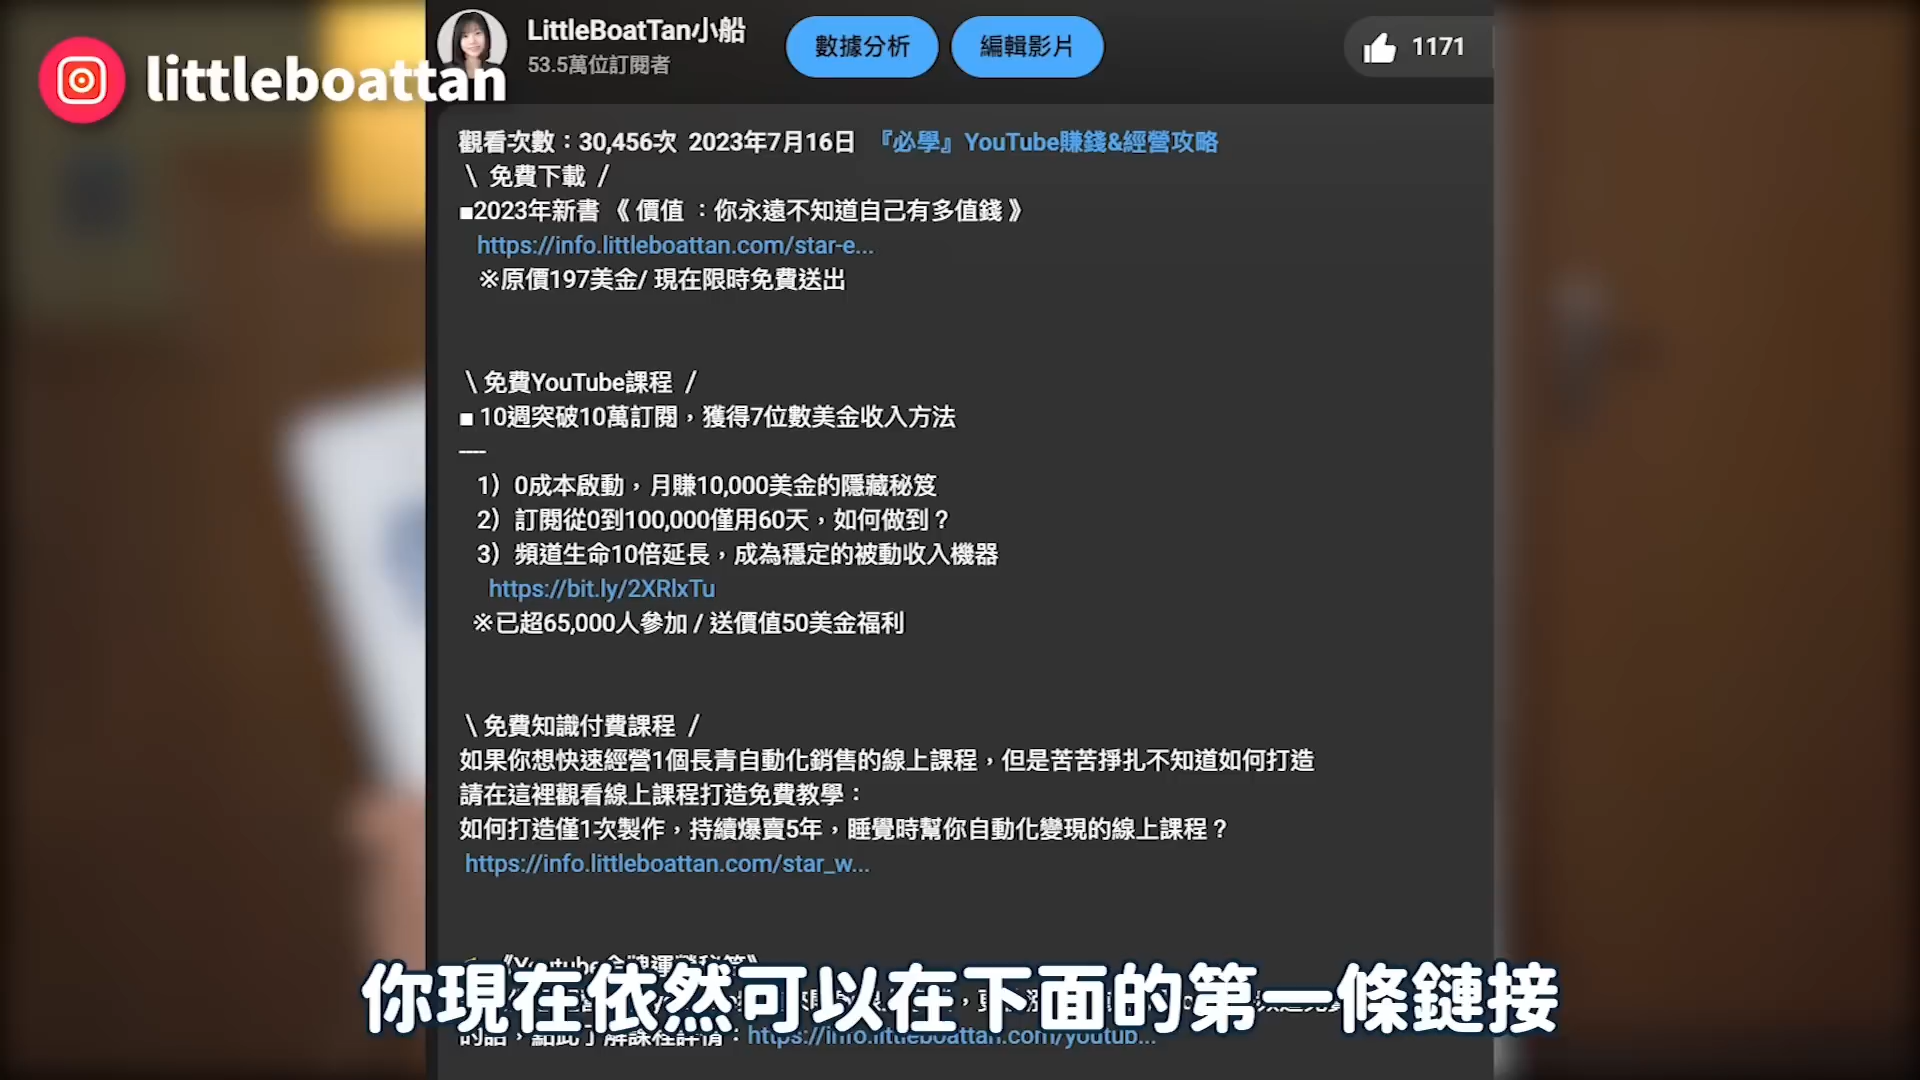 littleboattan
LittleBoatTan小船
53.5萬位訂閱者
數據分析
編輯影片
1171
觀看次數：30,456次 2023年7月16日 『必學』YouTube賺錢&經營攻略
\ 免費下載 /
■2023年新書 《 價值 ：你永遠不知道自己有多值錢 》
https://info.littleboattan.com/star-e...
※原價197美金/ 現在限時免費送出
\ 免費YouTube課程 /
■ 10週突破10萬訂閱，獲得7位數美金收入方法
—
1）0成本啟動，月賺10,000美金的隱藏秘笈
2）訂閱從0到100,000僅用60天，如何做到？
3）頻道生命10倍延長，成為穩定的被動收入機器
https://bit.ly/2XRlxTu
※已超65,000人參加 / 送價值50美金福利
\ 免費知識付費課程 /
如果你想快速經營1個長青自動化銷售的線上課程，但是苦苦掙扎不知道如何打造
請在這裡觀看線上課程打造免費教學：
如何打造僅1次製作，持續爆賣5年，睡覺時幫你自動化變現的線上課程？
https://info.littleboattan.com/star_w...
你現在依然可以在下面的第一條鏈接
的話，點此了解課程詳情：https://info.littleboattan.com/youtub...